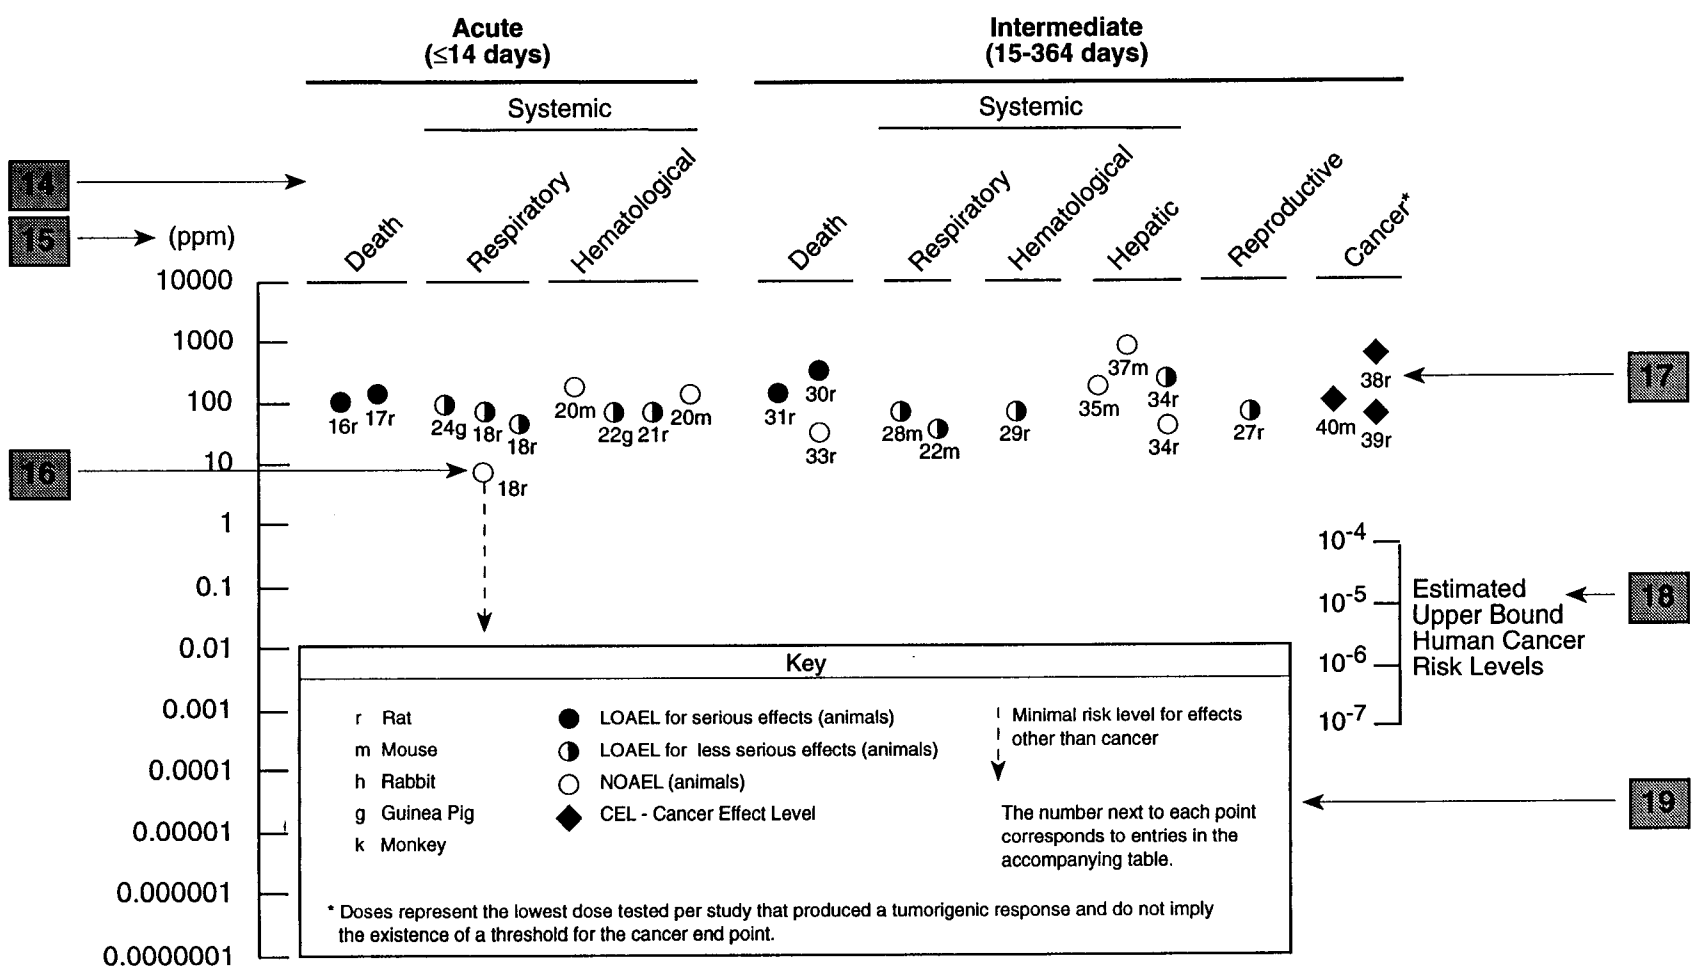 Acute
(≤14 days)
Intermediate
(15-364 days)
Systemic
Systemic
14
15
(ppm)
Death
Respiratory
Hematological
Death
Respiratory
Hematological
Hepatic
Reproductive
Cancer*
10000
1000
100
10
1
0.1
0.01
0.001
0.0001
0.00001
0.000001
0.0000001
16r
17r
24g
18r
18r
20m
22g
21r
20m
31r
30r
33r
28m
22m
29r
37m
35m
34r
34r
27r
40m
38r
39r
17
16
18r
10⁻⁴
10⁻⁵
10⁻⁶
10⁻⁷
Estimated
Upper Bound
Human Cancer
Risk Levels
18
Key
r Rat
m Mouse
h Rabbit
g Guinea Pig
k Monkey
LOAEL for serious effects (animals)
LOAEL for less serious effects (animals)
NOAEL (animals)
CEL - Cancer Effect Level
Minimal risk level for effects
other than cancer
The number next to each point
corresponds to entries in the
accompanying table.
19
* Doses represent the lowest dose tested per study that produced a tumorigenic response and do not imply
the existence of a threshold for the cancer end point.